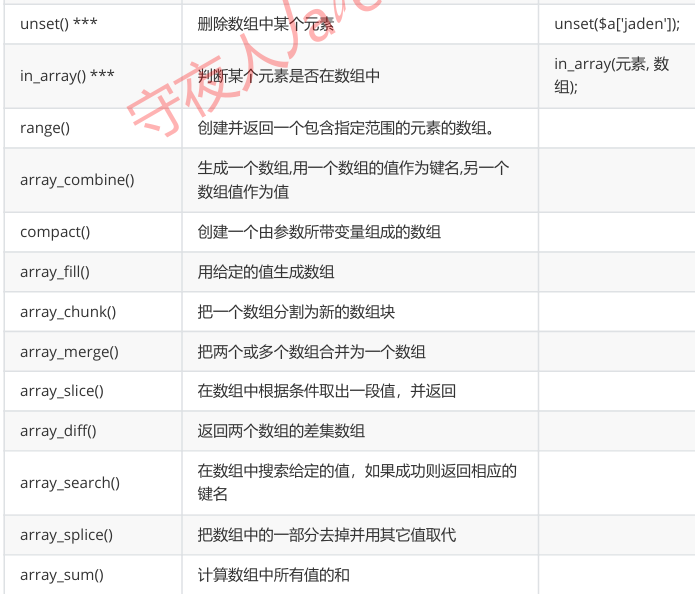 unset() *** 删除数组中某个元素 unset($a['jaden']);
in_array() *** 判断某个元素是否在数组中 in_array(元素, 数
组);
range() 创建并返回一个包含指定范围的元素的数组。
array_combine() 生成一个数组,用一个数组的值作为键名,另一个
数组值作为值
compact() 创建一个由参数所带变量组成的数组
array_fill() 用给定的值生成数组
array_chunk() 把一个数组分割为新的数组块
array_merge() 把两个或多个数组合并为一个数组
array_slice() 在数组中根据条件取出一段值，并返回
array_diff() 返回两个数组的差集数组
array_search() 在数组中搜索给定的值，如果成功则返回相应的
键名
array_splice() 把数组中的一部分去掉并用其它值取代
array_sum() 计算数组中所有值的和
守夜人